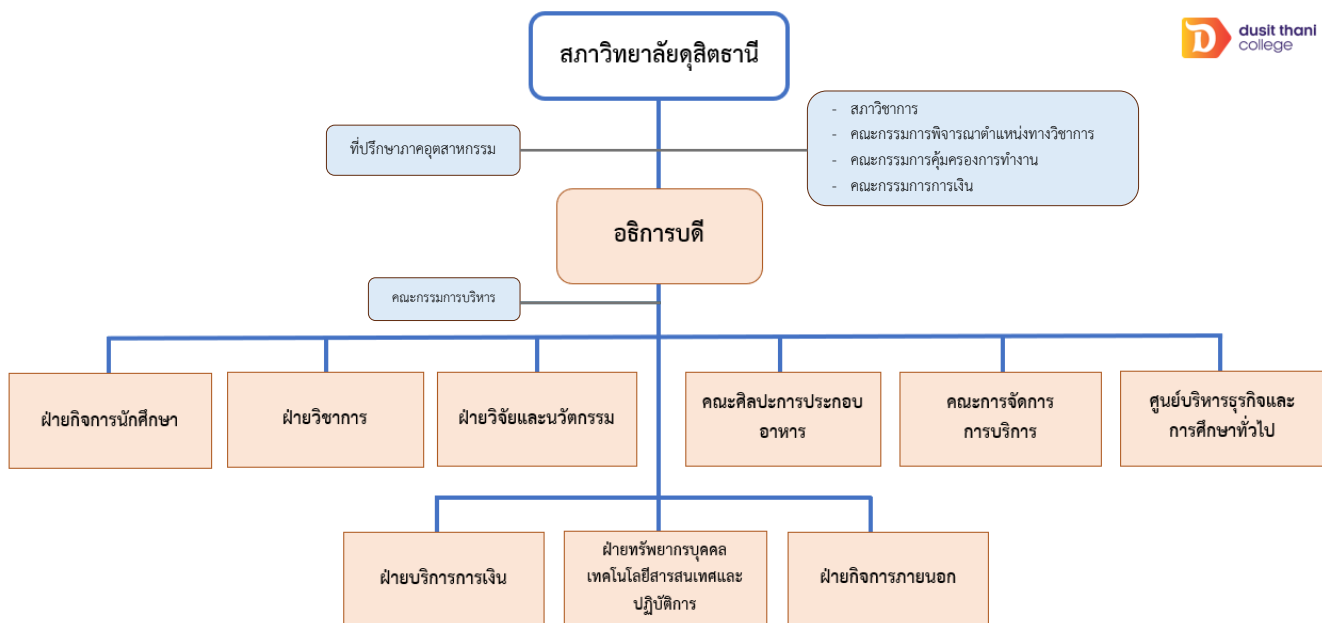 สภาวิทยาลัยดุสิตธานี
dusit thani
college
ที่ปรึกษาภาคอุตสาหกรรม
- สภาวิชาการ
- คณะกรรมการพิจารณาตำแหน่งทางวิชาการ
- คณะกรรมการคุ้มครองการทำงาน
- คณะกรรมการการเงิน
อธิการบดี
คณะกรรมการบริหาร
ฝ่ายกิจการนักศึกษา
ฝ่ายวิชาการ
ฝ่ายวิจัยและนวัตกรรม
คณะศิลปะการประกอบ
อาหาร
คณะการจัดการ
การบริการ
ศูนย์บริหารธุรกิจและ
การศึกษาทั่วไป
ฝ่ายบริการการเงิน
ฝ่ายทรัพยากรบุคคล
เทคโนโลยีสารสนเทศและ
ปฏิบัติการ
ฝ่ายกิจการภายนอก